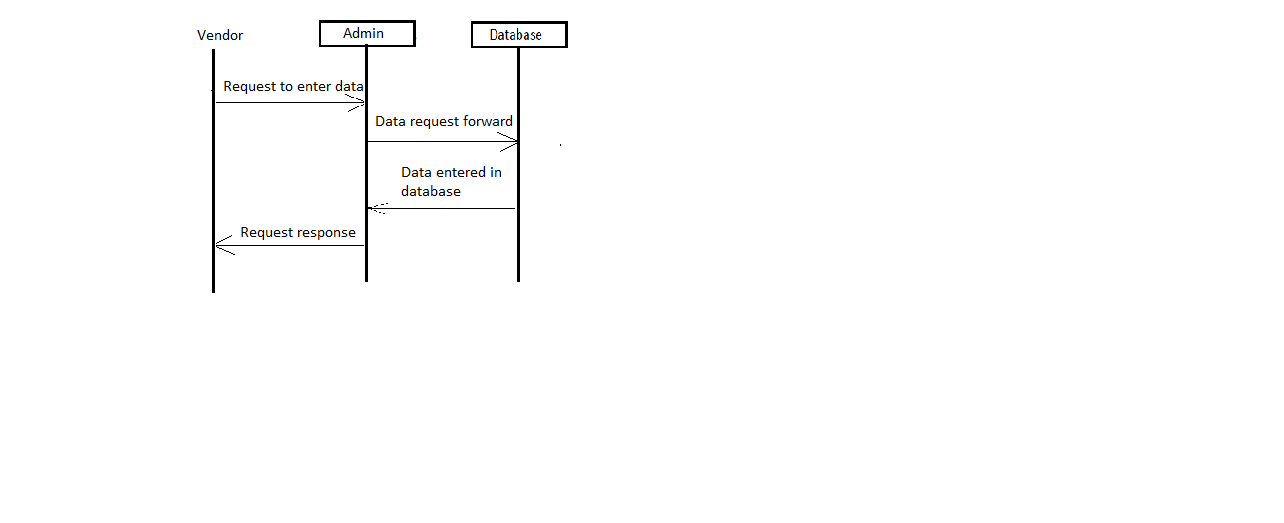 Vendor
Admin
Database
Request to enter data
Data request forward
Data entered in
database
Request response